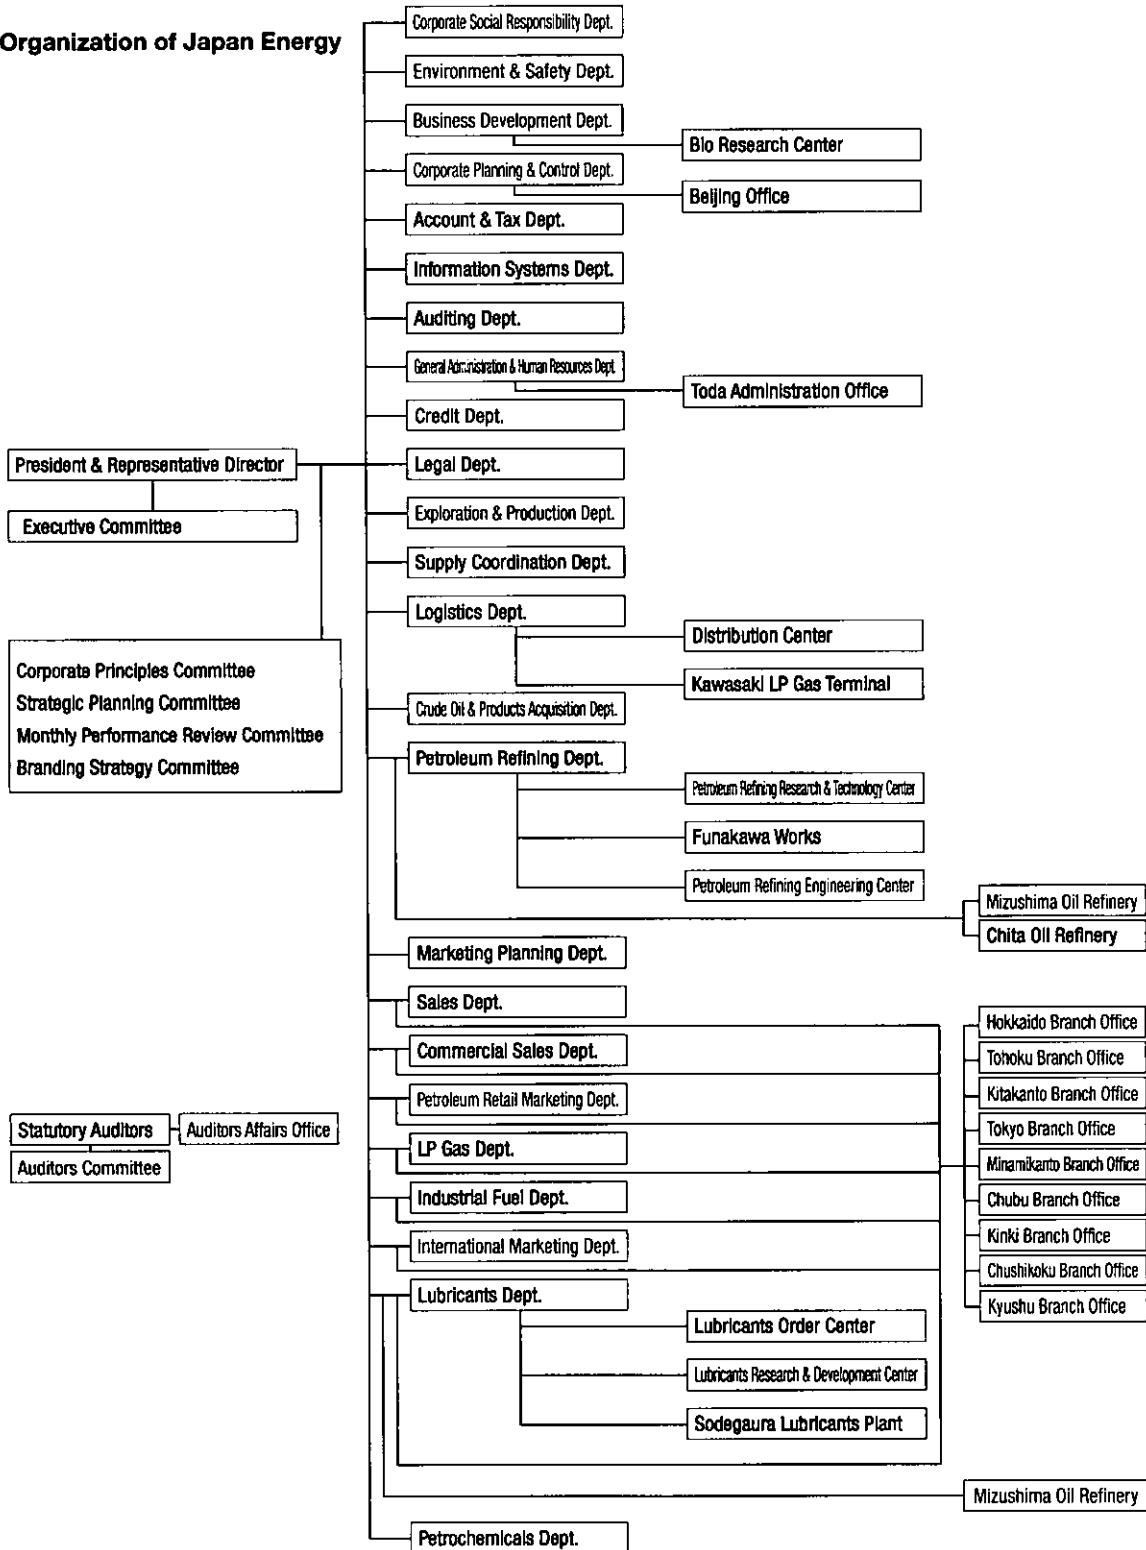 Organization of Japan Energy
Corporate Social Responsibility Dept.
Environment & Safety Dept.
Business Development Dept.
Bio Research Center
Corporate Planning & Control Dept.
Beijing Office
Account & Tax Dept.
Information Systems Dept.
Auditing Dept.
General Administration & Human Resources Dept.
Toda Administration Office
Credit Dept.
President & Representative Director
Legal Dept.
Executive Committee
Exploration & Production Dept.
Supply Coordination Dept.
Logistics Dept.
Distribution Center
Kawasaki LP Gas Terminal
Corporate Principles Committee
Strategic Planning Committee
Monthly Performance Review Committee
Branding Strategy Committee
Crude Oil & Products Acquisition Dept.
Petroleum Refining Dept.
Petroleum Refining Research & Technology Center
Funakawa Works
Petroleum Refining Engineering Center
Mizushima Oil Refinery
Chita Oil Refinery
Marketing Planning Dept.
Sales Dept.
Commercial Sales Dept.
Petroleum Retail Marketing Dept.
LP Gas Dept.
Industrial Fuel Dept.
International Marketing Dept.
Lubricants Dept.
Hokkaido Branch Office
Tohoku Branch Office
Kitakanto Branch Office
Tokyo Branch Office
Minamikanto Branch Office
Chubu Branch Office
Kinki Branch Office
Chushikoku Branch Office
Kyushu Branch Office
Statutory Auditors
Auditors Affairs Office
Auditors Committee
Lubricants Order Center
Lubricants Research & Development Center
Sodegaura Lubricants Plant
Mizushima Oil Refinery
Petrochemicals Dept.